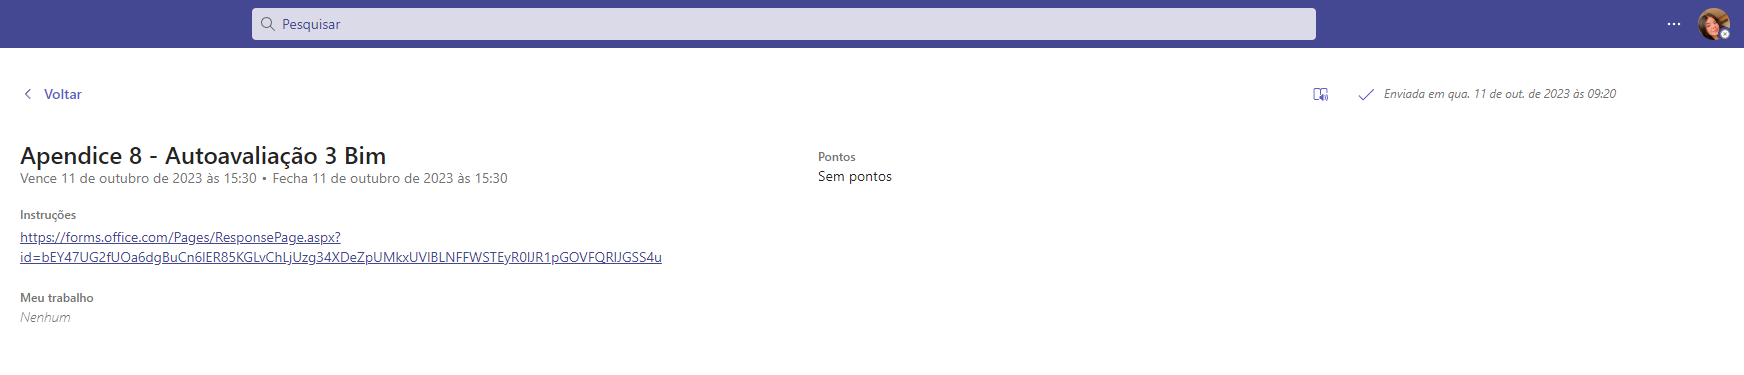 Pesquisar
Voltar
Enviada em qua. 11 de out. de 2023 às 09:20
Apendice 8 - Autoavaliação 3 Bim
Vence 11 de outubro de 2023 às 15:30 • Fecha 11 de outubro de 2023 às 15:30
Pontos
Sem pontos
Instruções
https://forms.office.com/Pages/ResponsePage.aspx?
id=bEY47UG2fUOa6dgBuCn6IER85KGLvChLjUzg34XDeZpUMkxUVlBLNFFWSTEyR0lJR1pGOVFQRlJGSS4u
Meu trabalho
Nenhum